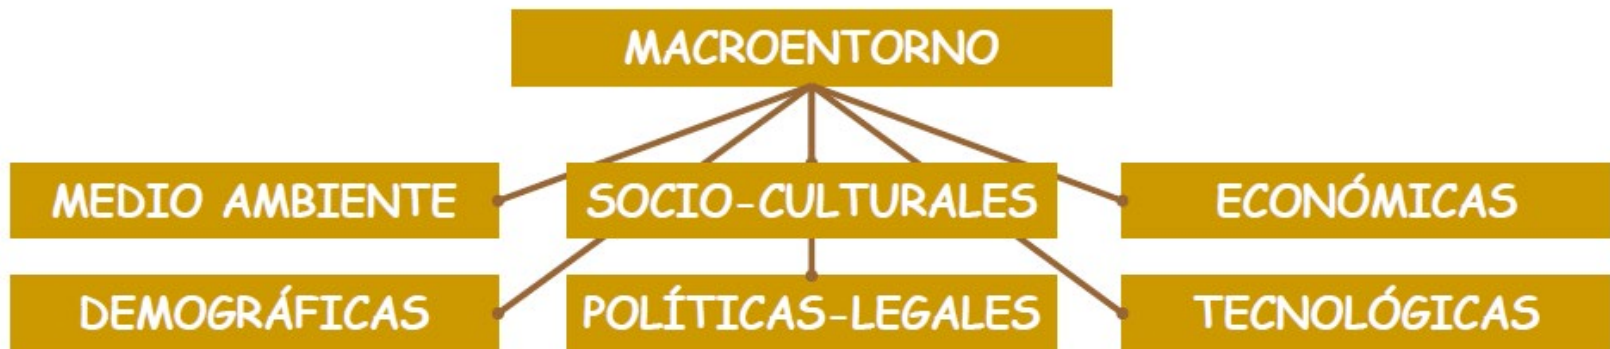 MACROENTORNO
MEDIO AMBIENTE
SOCIO-CULTURALES
ECONÓMICAS
DEMOGRÁFICAS
POLÍTICAS-LEGALES
TECNOLÓGICAS